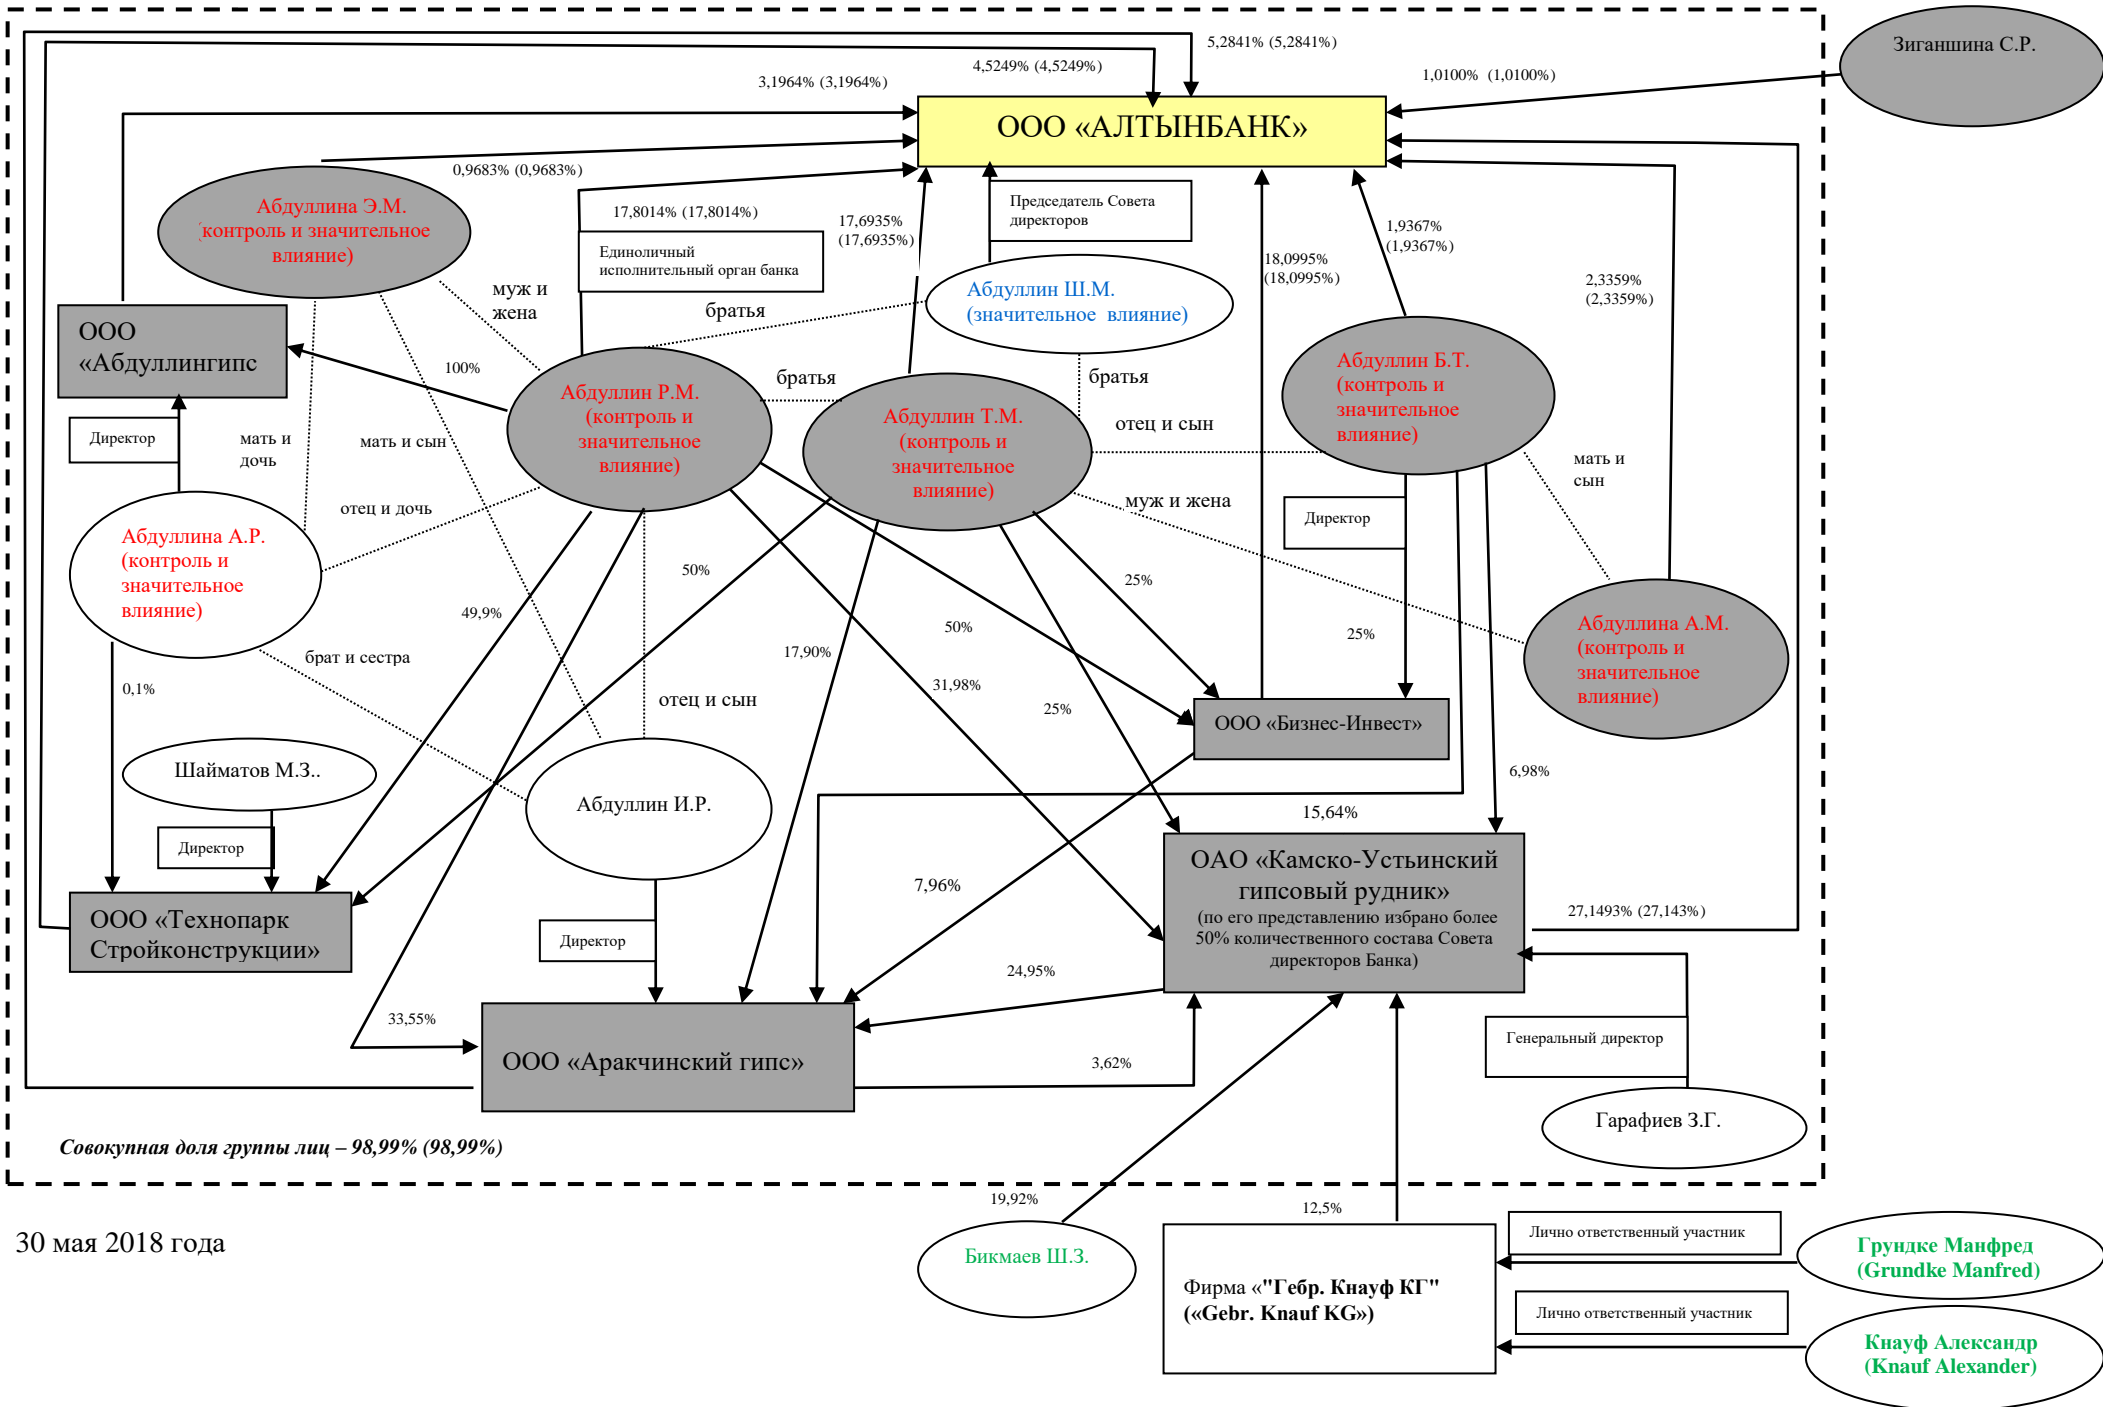 5,2841% (5,2841%)
4,5249% (4,5249%)
3,1964% (3,1964%)
1,0100%  (1,0100%)
Зиганшина С.Р.
ООО «АЛТЫНБАНК»
0,9683% (0,9683%)
Абдуллина Э.М.
(контроль и значительное
влияние)
17,8014% (17,8014%)
Единоличный
исполнительный орган банка
17,6935%
(17,6935%)
Председатель Совета
директоров
Абдуллин Ш.М.
(значительное  влияние)
18,0995%
(18,0995%)
1,9367%
(1,9367%)
2,3359%
(2,3359%)
муж и
жена
братья
ООО
«Абдуллингипс
100%
Абдуллин Р.М.
(контроль и
значительное
влияние)
братья
Абдуллин Т.М.
(контроль и
значительное
влияние)
братья
отец и сын
Абдуллин Б.Т.
(контроль и
значительное
влияние)
Директор
мать и
дочь
мать и сын
отец и дочь
муж и жена
Директор
мать и
сын
Абдуллина А.Р.
(контроль и
значительное
влияние)
49,9%
50%
17,90%
50%
31,98%
25%
25%
25%
Абдуллина А.М.
(контроль и
значительное
влияние)
брат и сестра
0,1%
отец и сын
ООО «Бизнес-Инвест»
Шайматов М.З..
Абдуллин И.Р.
6,98%
15,64%
Директор
ООО «Технопарк
Стройконструкции»
Директор
7,96%
ОАО «Камско-Устьинский
гипсовый рудник»
(по его представлению избрано более
50% количественного состава Совета
директоров Банка)
27,1493% (27,143%)
24,95%
33,55%
ООО «Аракчинский гипс»
3,62%
Генеральный директор
Гарафиев З.Г.
Совокупная доля группы лиц – 98,99% (98,99%)
19,92%
12,5%
30 мая 2018 года
Бикмаев Ш.З.
Фирма «"Гебр. Кнауф КГ"
(«Gebr. Knauf KG»)
Лично ответственный участник
Грундке Манфред
(Grundke Manfred)
Лично ответственный участник
Кнауф Александр
(Knauf Alexander)